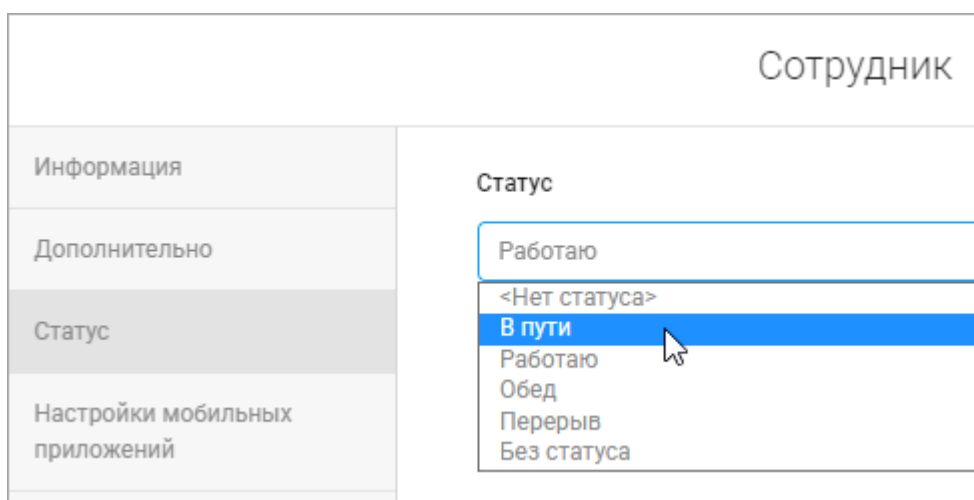 Сотрудник
Информация
Дополнительно
Статус
Настройки мобильных
приложений
Статус
Работаю
<Нет статуса>
В пути
Работаю
Обед
Перерыв
Без статуса